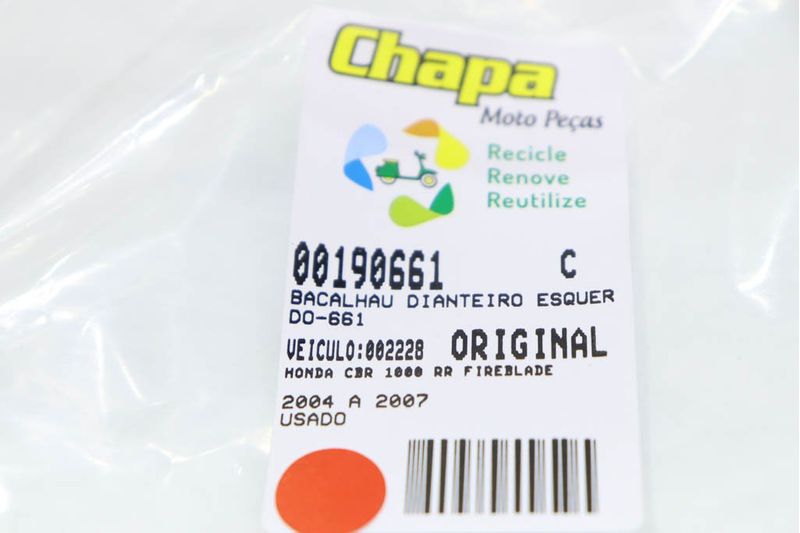 Chapa
Moto Peças
Recicle
Renove
Reutilize
00190661 C
BACALHAU DIANTEIRO ESQUER
DO-661
VEICULO:002228 ORIGINAL
HONDA CBR 1000 RR FIREBLADE
2004 A 2007
USADO